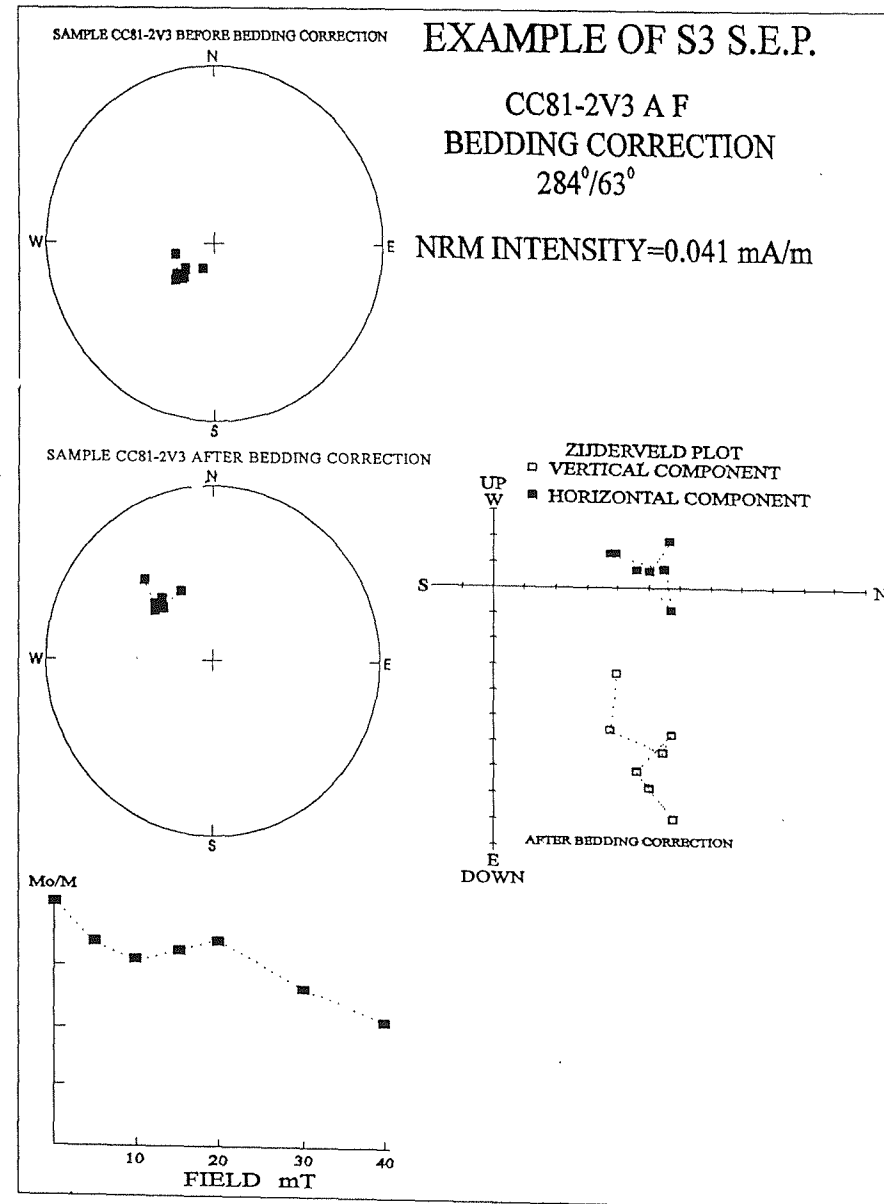 SAMPLE CC81-2V3 BEFORE BEDDING CORRECTION
N
W
E
S
EXAMPLE OF S3 S.E.P.
CC81-2V3 A F
BEDDING CORRECTION
284⁰/63⁰
NRM INTENSITY=0.041 mA/m
SAMPLE CC81-2V3 AFTER BEDDING CORRECTION
N
W
E
S
ZIJDERVELD PLOT
VERTICAL COMPONENT
HORIZONTAL COMPONENT
UP
W
S
N
AFTER BEDDING CORRECTION
E
DOWN
Mo/M
10 20 30 40
FIELD mT